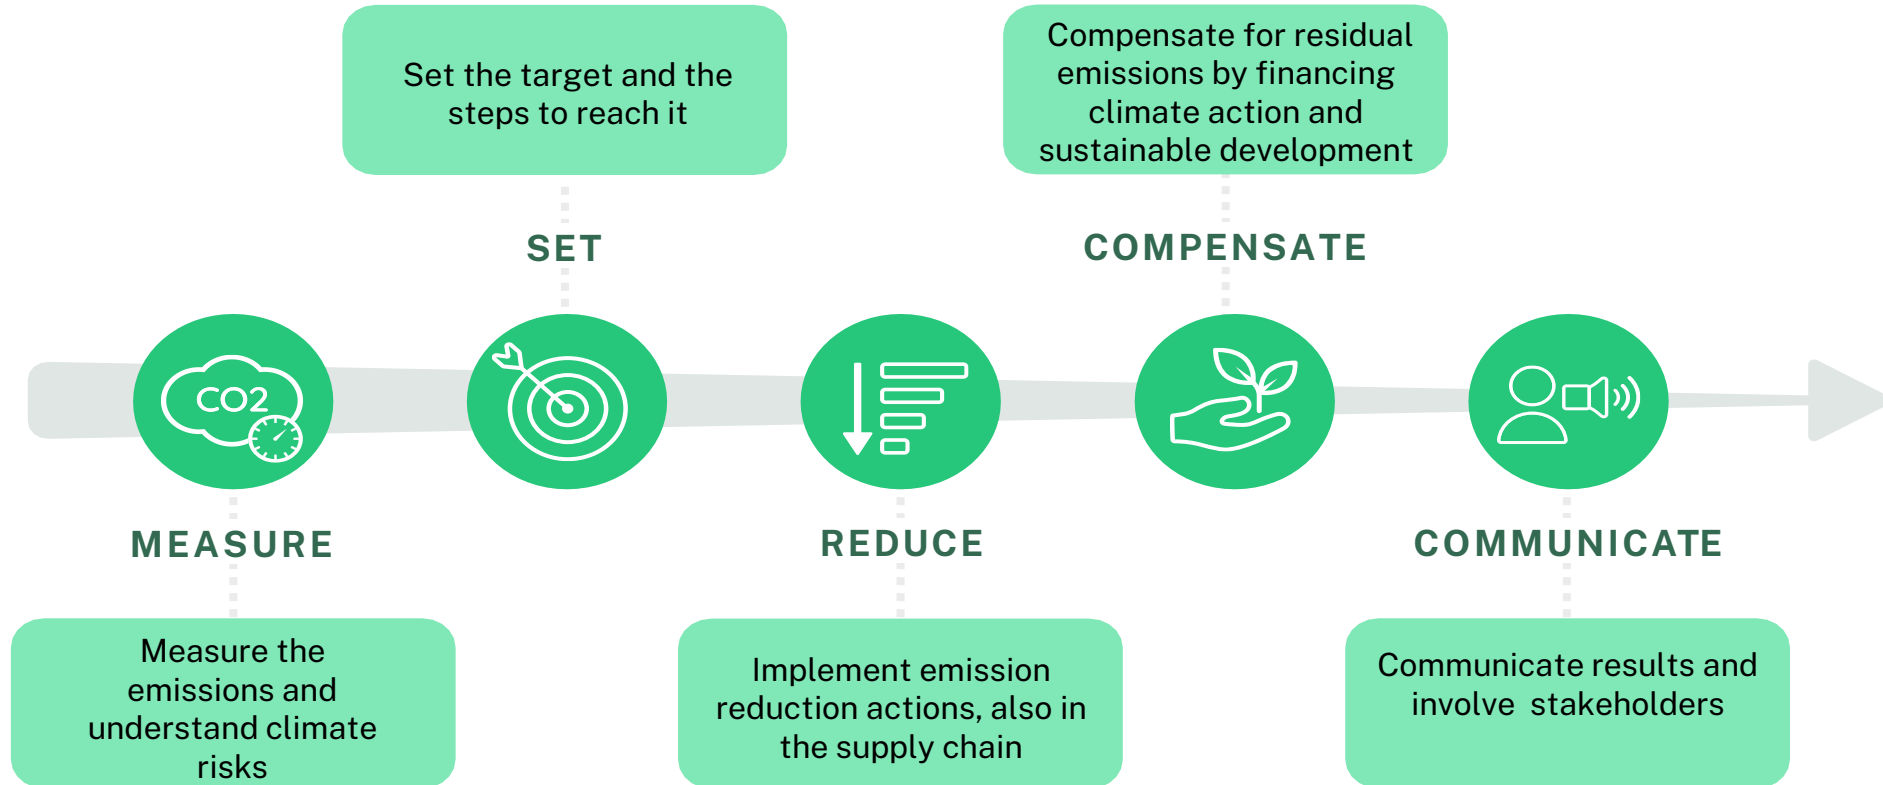 Set the target and the
steps to reach it
Compensate for residual
emissions by financing
climate action and
sustainable development
SET
COMPENSATE
CO2
MEASURE
REDUCE
COMMUNICATE
Measure the
emissions and
understand climate
risks
Implement emission
reduction actions, also in
the supply chain
Communicate results and
involve stakeholders